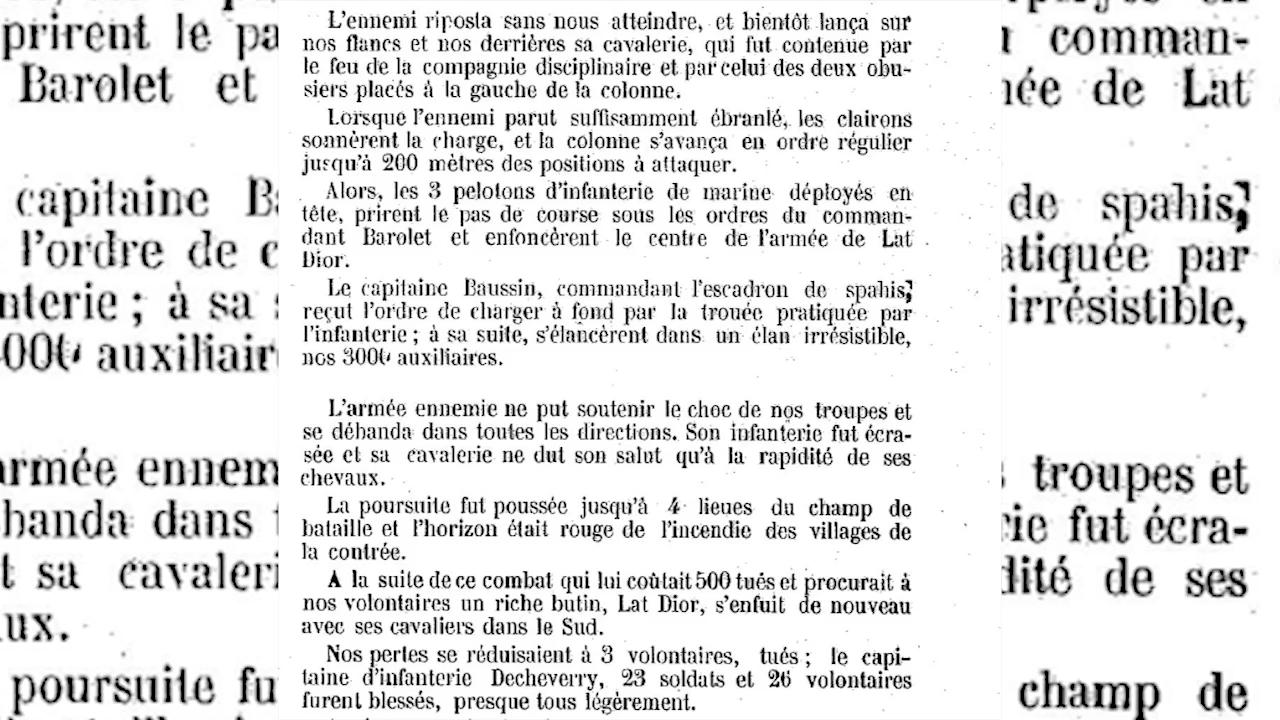 L'ennemi riposta sans nous atteindre, et bientôt lança sur
nos flancs et nos derrières sa cavalerie, qui fut contenue par
le feu de la compagnie disciplinaire et par celui des deux obu-
siers placés à la gauche de la colonne.
Lorsque l'ennemi parut suffisamment ébranlé, les clairons
sonnèrent la charge, et la colonne s'avança en ordre régulier
jusqu'à 200 mètres des positions à attaquer.
Alors, les 3 pelotons d'infanterie de marine déployés en
tête, prirent le pas de course sous les ordres du comman-
dant Barolet et enfoncèrent le centre de l'armée de Lat
Dior.
Le capitaine Baussin, commandant l'escadron de spahis,
reçut l'ordre de charger à fond par la trouée pratiquée par
l'infanterie ; à sa suite, s'élancèrent dans un élan irrésistible,
nos 3000 auxiliaires.
L'armée ennemie ne put soutenir le choc de nos troupes et
se débanda dans toutes les directions. Son infanterie fut écra-
sée et sa cavalerie ne dut son salut qu'à la rapidité de ses
chevaux.
La poursuite fut poussée jusqu'à 4 lieues du champ de
bataille et l'horizon était rouge de l'incendie des villages de
la contrée.
A la suite de ce combat qui lui coûtait 500 tués et procurait à
nos volontaires un riche butin, Lat Dior, s'enfuit de nouveau
avec ses cavaliers dans le Sud.
Nos pertes se réduisaient à 3 volontaires, tués ; le capi-
taine d'infanterie Decheverry, 23 soldats et 26 volontaires
furent blessés, presque tous légèrement.